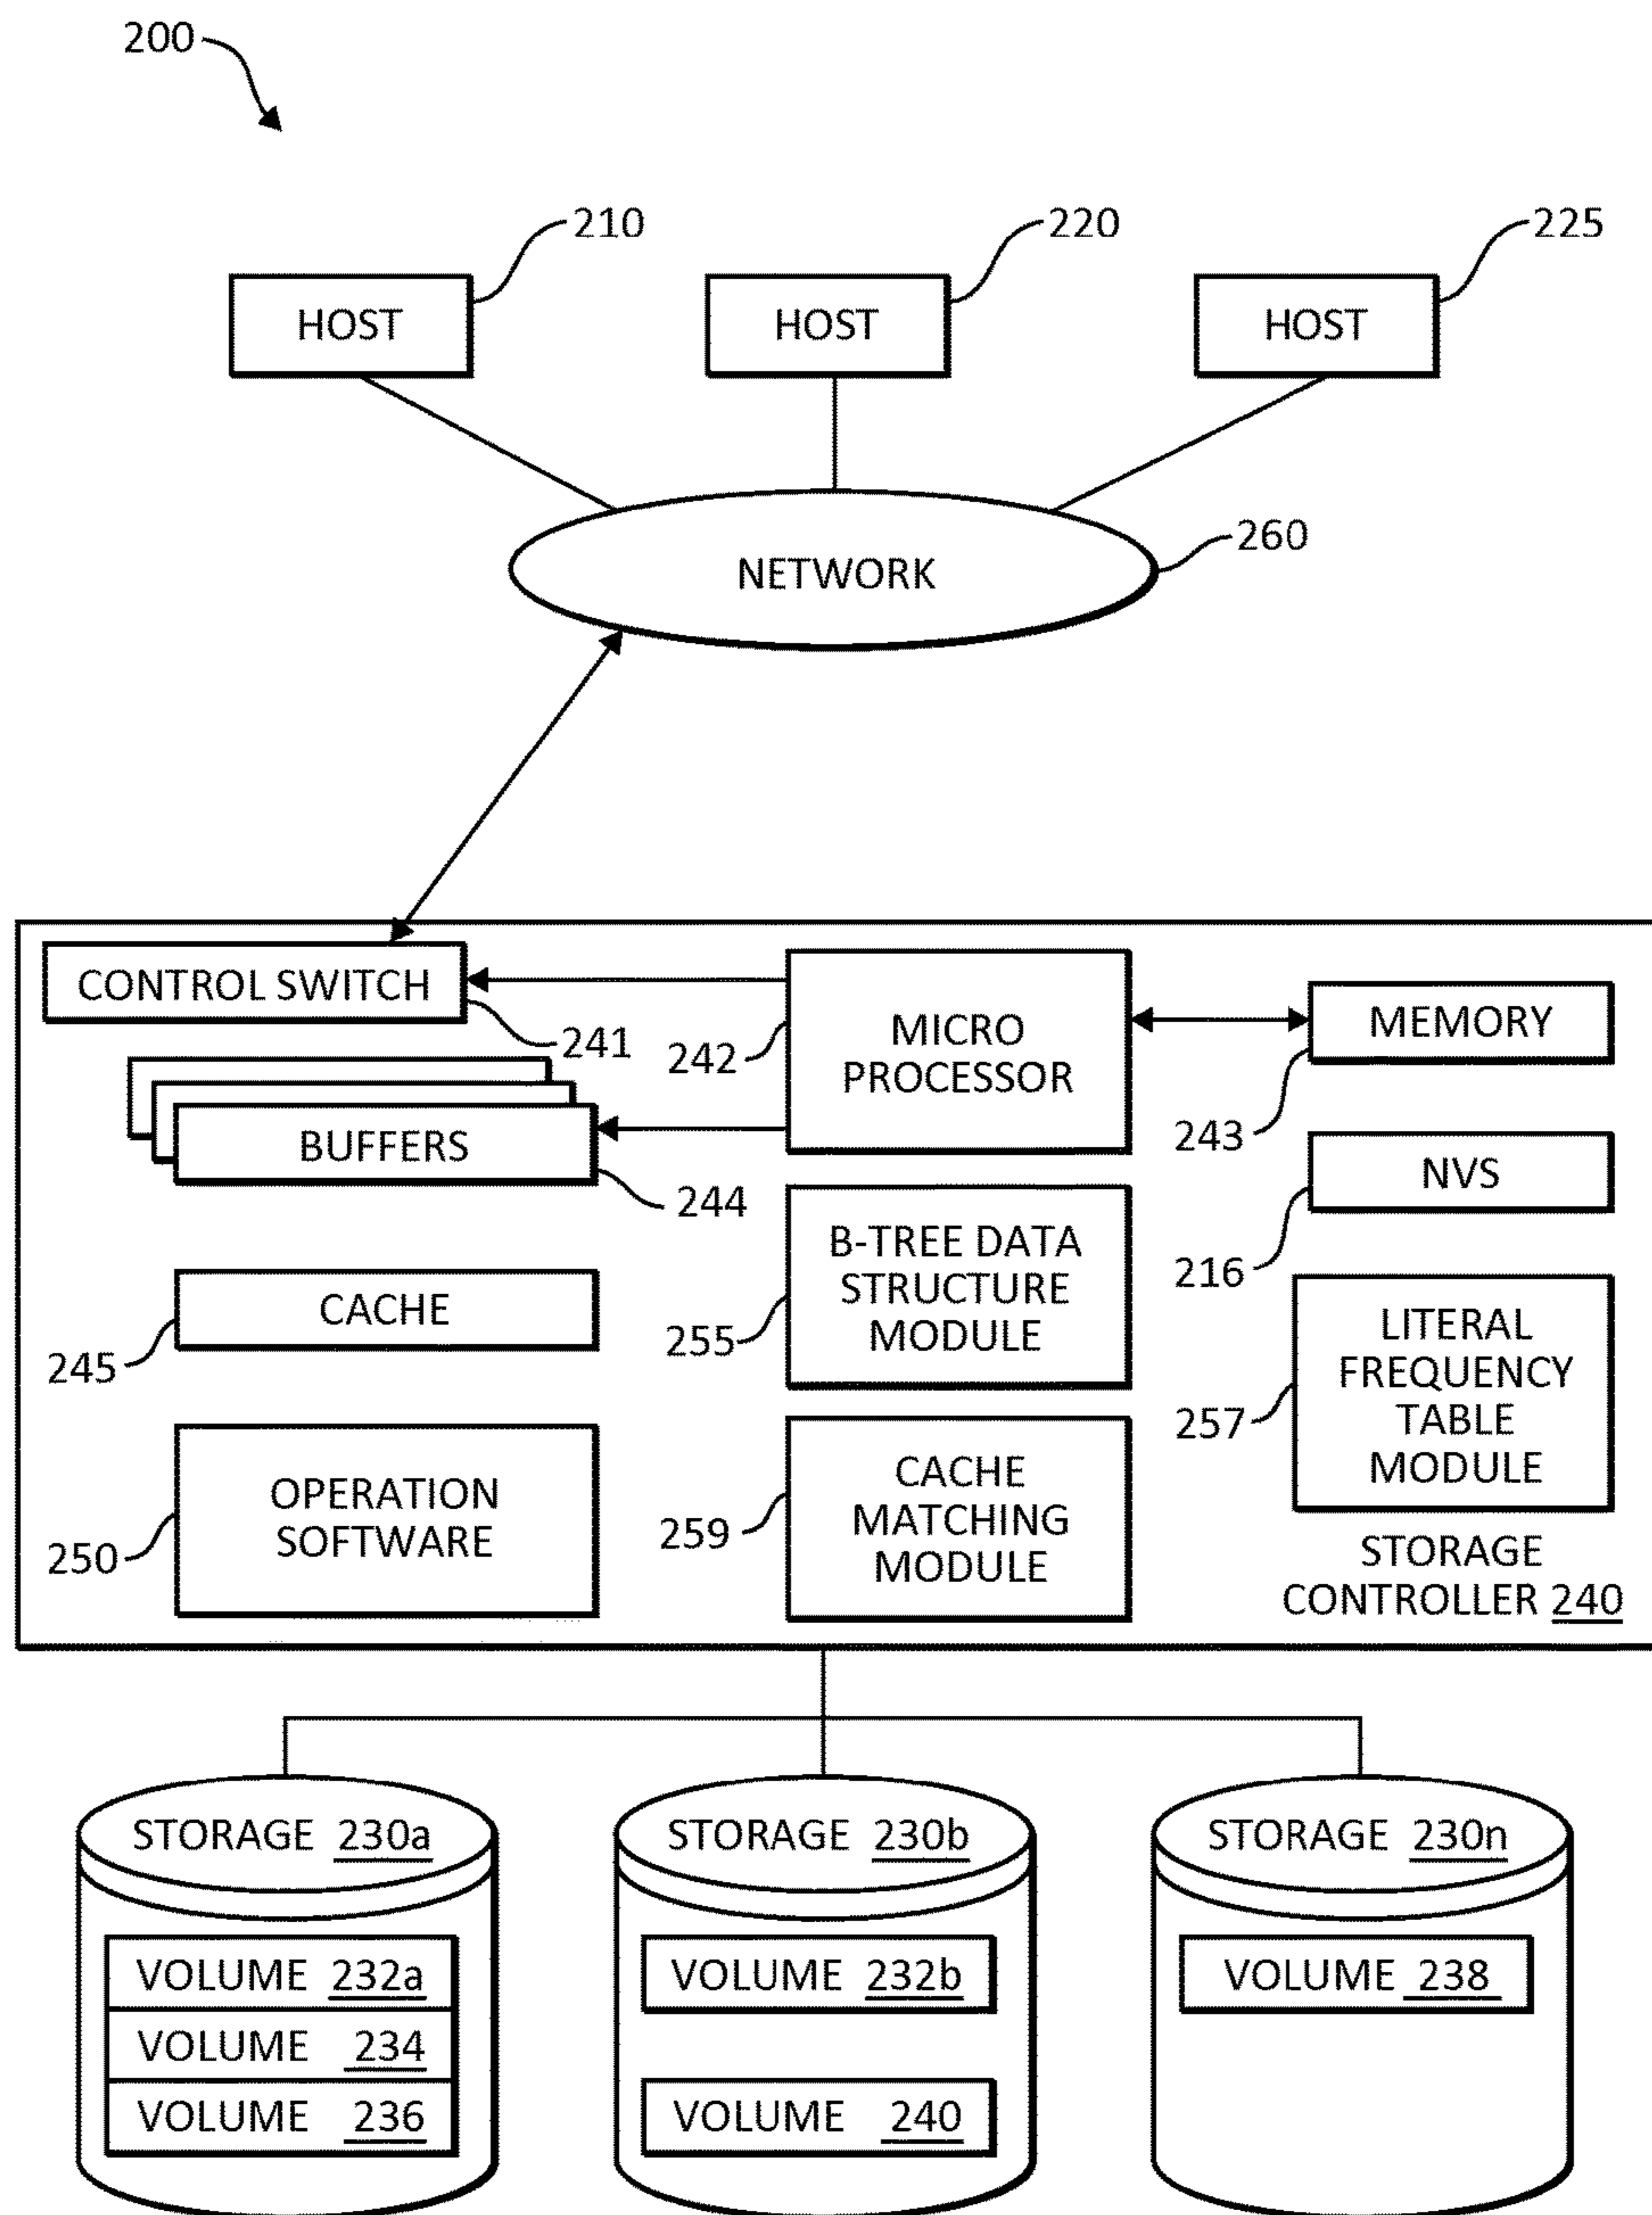 200
210
220
225
HOST
HOST
HOST
260
NETWORK
CONTROL SWITCH
241
242
MICRO
PROCESSOR
MEMORY
243
BUFFERS
244
NVS
216
B-TREE DATA
STRUCTURE
MODULE
255
CACHE
245
LITERAL
FREQUENCY
TABLE
MODULE
257
OPERATION
SOFTWARE
250
CACHE
MATCHING
MODULE
259
STORAGE
CONTROLLER 240
STORAGE 230a
VOLUME 232a
VOLUME 234
VOLUME 236
STORAGE 230b
VOLUME 232b
VOLUME 240
STORAGE 230n
VOLUME 238